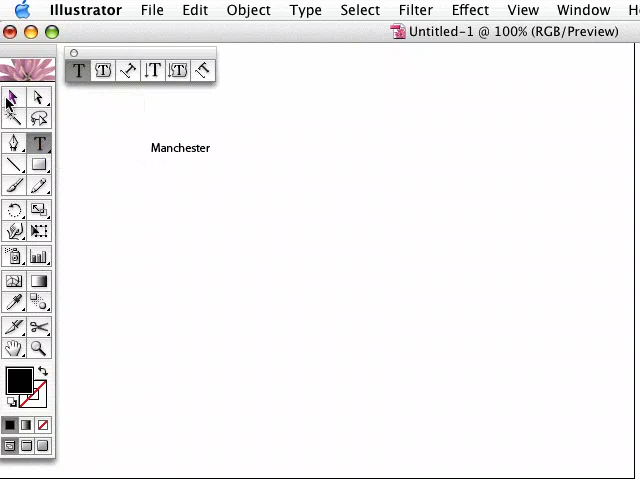 Illustrator File Edit Object Type Select Filter Effect View Window H
Untitled-1 @ 100% (RGB/Preview)
T T T T T T
Manchester
T